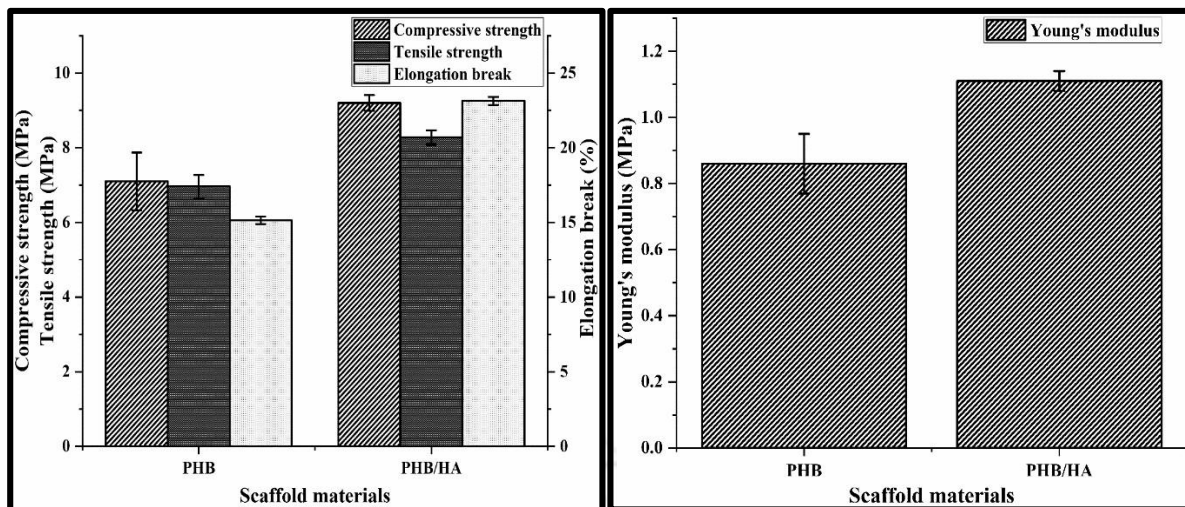 Compressive strength (MPa)
Tensile strength (MPa)
10
8
6
4
2
0
Compressive strength
Tensile strength
Elongation break
25
20
15
10
5
0
Elongation break (%)
PHB
PHB/HA
Scaffold materials
Young's modulus (MPa)
1.2
1.0
0.8
0.6
0.4
0.2
0.0
Young's modulus
PHB
PHB/HA
Scaffold materials